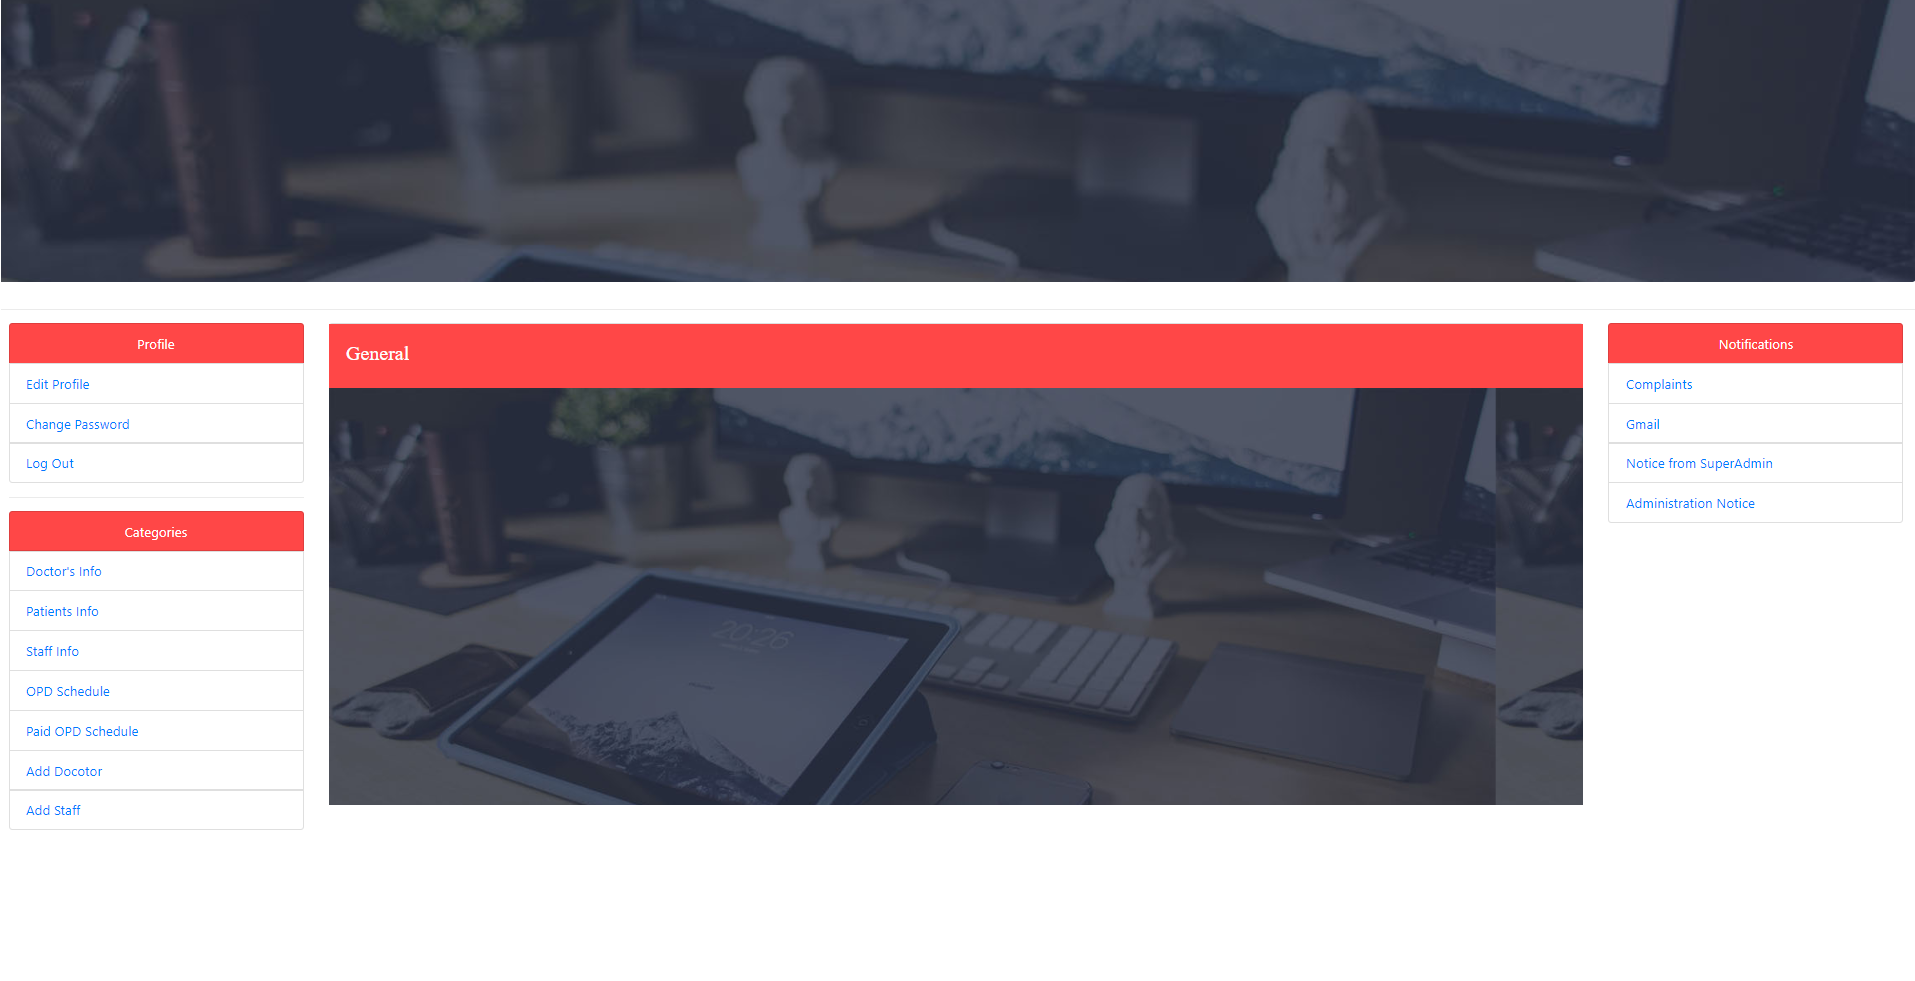 Profile
Edit Profile
Change Password
Log Out
Categories
Doctor's Info
Patients Info
Staff Info
OPD Schedule
Paid OPD Schedule
Add Docotor
Add Staff
General
20:26
Notifications
Complaints
Gmail
Notice from SuperAdmin
Administration Notice